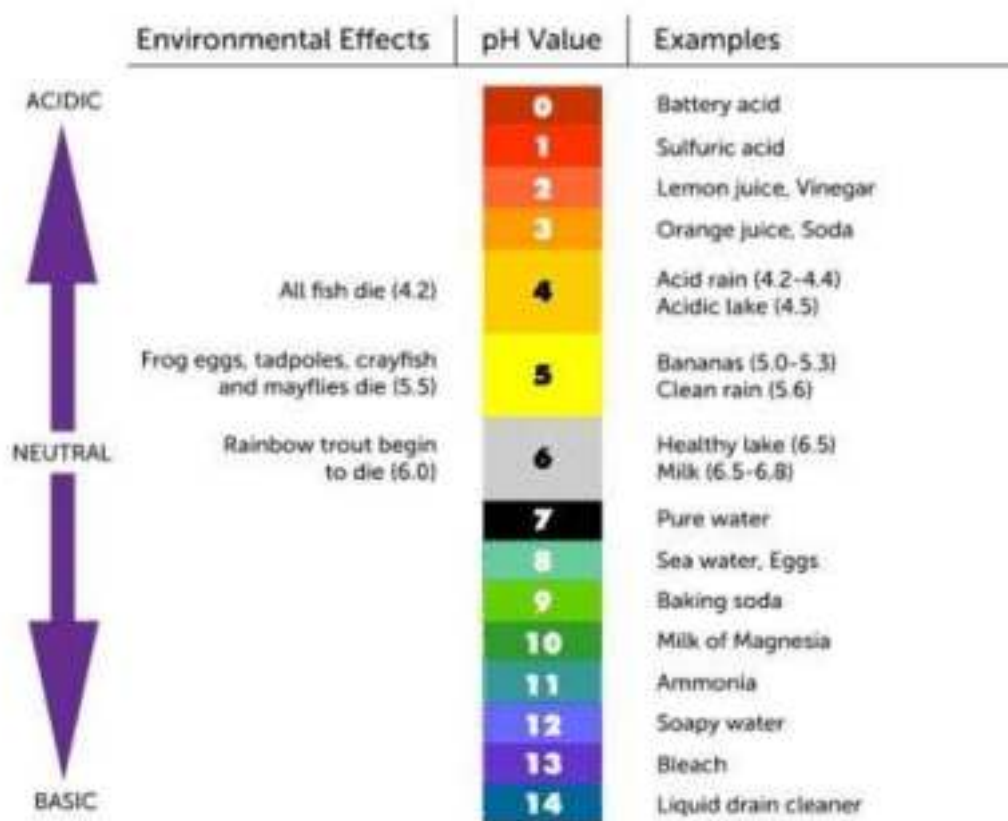 Environmental Effects pH Value Examples
ACIDIC
0 Battery acid
1 Sulfuric acid
2 Lemon juice, Vinegar
3 Orange juice, Soda
All fish die (4.2) 4 Acid rain (4.2-4.4)
Acidic lake (4.5)
Frog eggs, tadpoles, crayfish
and mayflies die (5.5) 5 Bananas (5.0-5.3)
Clean rain (5.6)
NEUTRAL
Rainbow trout begin
to die (6.0) 6 Healthy lake (6.5)
Milk (6.5-6.8)
7 Pure water
8 Sea water, Eggs
9 Baking soda
10 Milk of Magnesia
11 Ammonia
12 Soapy water
13 Bleach
BASIC
14 Liquid drain cleaner